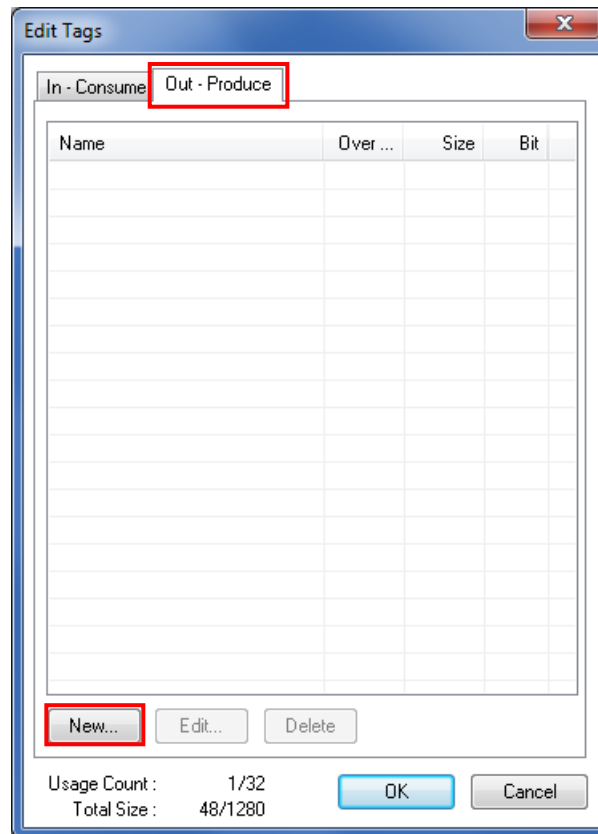 Edit Tags
In - Consume Out - Produce
Name Over ... Size Bit
New... Edit... Delete
Usage Count : 1/32 OK Cancel
Total Size : 48/1280